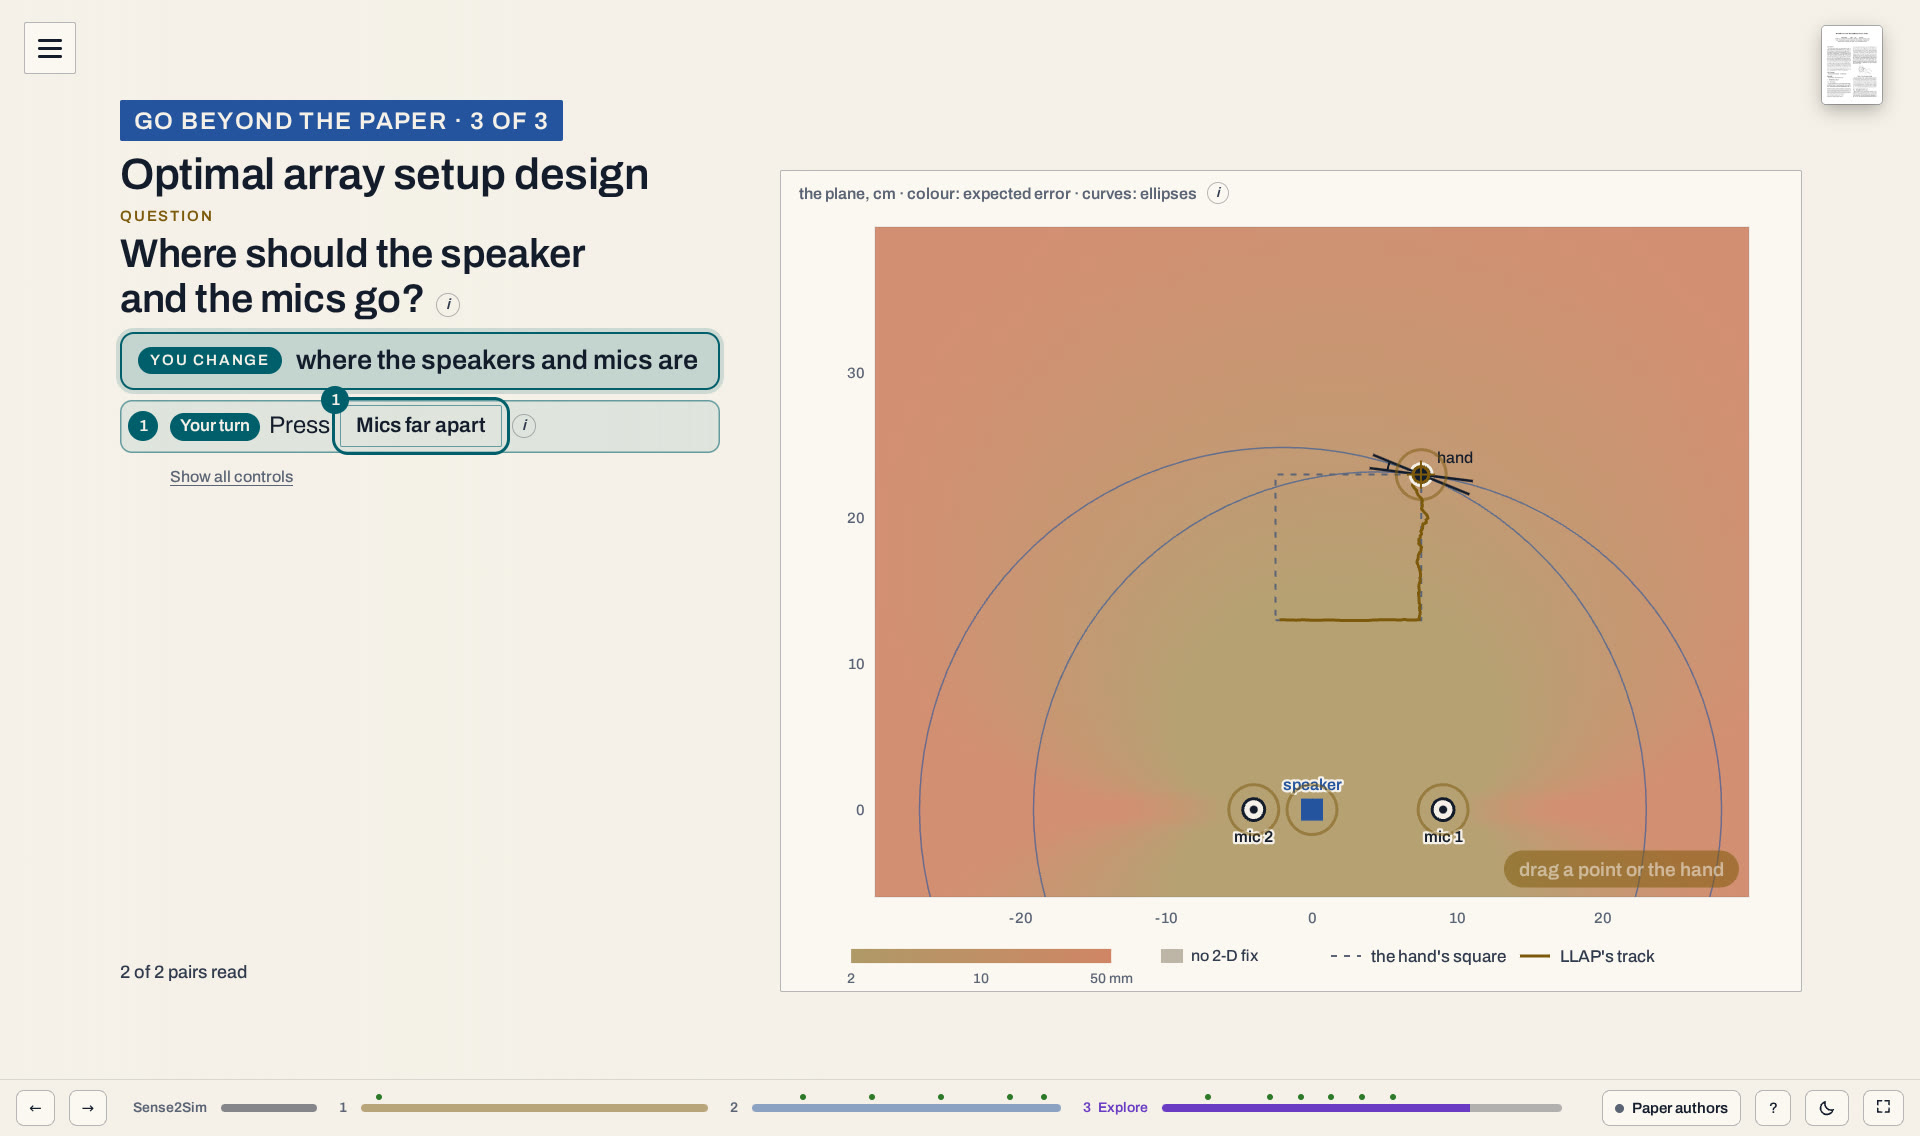 GO BEYOND THE PAPER · 3 OF 3
Optimal array setup design
QUESTION
Where should the speaker
and the mics go? i
YOU CHANGE where the speakers and mics are
1
1 Your turn Press Mics far apart i
Show all controls
2 of 2 pairs read
the plane, cm · colour: expected error · curves: ellipses i
30
20
10
0
hand
speaker
mic 2
mic 1
drag a point or the hand
-20 -10 0 10 20
no 2-D fix the hand's square LLAP's track
2 10 50 mm
← → Sense2Sim 1 2 3 Explore Paper authors ?